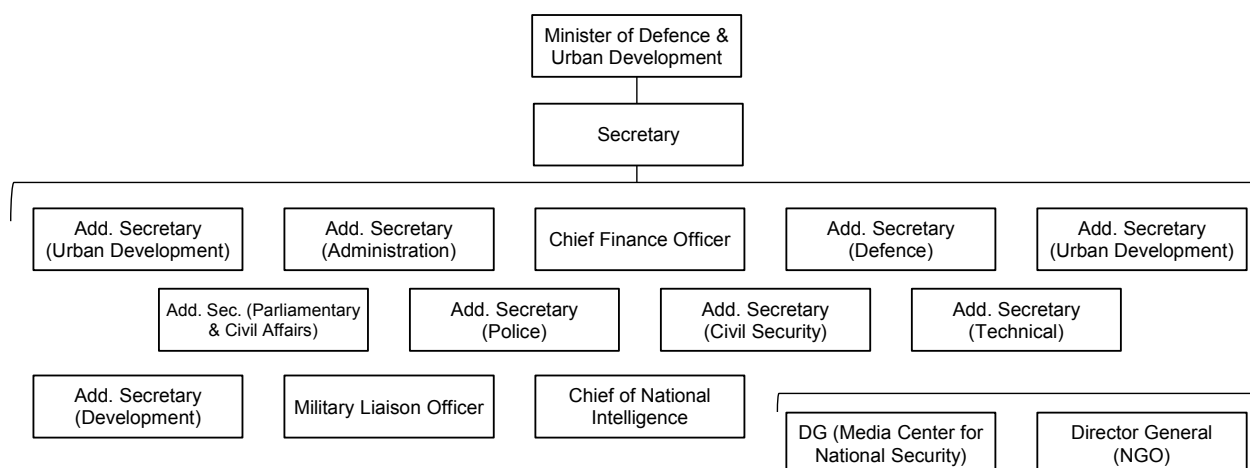 Minister of Defence &
Urban Development
Secretary
Add. Secretary
(Urban Development)
Add. Secretary
(Administration)
Chief Finance Officer
Add. Secretary
(Defence)
Add. Secretary
(Urban Development)
Add. Sec. (Parliamentary
& Civil Affairs)
Add. Secretary
(Police)
Add. Secretary
(Civil Security)
Add. Secretary
(Technical)
Add. Secretary
(Development)
Military Liaison Officer
Chief of National
Intelligence
DG (Media Center for
National Security)
Director General
(NGO)